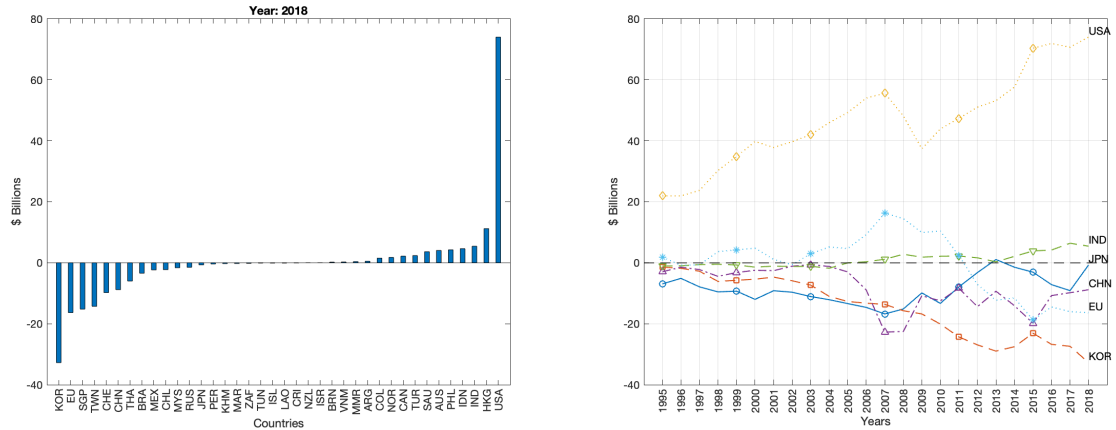 Year: 2018
80
60
40
20
0
-20
-40
$ Billions
KOR
EU
SGP
TWN
CHE
CHN
THA
BRA
MEX
CHL
MYS
RUS
JPN
PER
KHM
MAR
ZAF
TUN
ISL
LAO
CRI
NZL
ISR
BRN
VNM
MMR
ARG
COL
NOR
CAN
TUR
SAU
AUS
PHL
IDN
IND
HKG
USA
Countries
80
60
40
20
0
-20
-40
$ Billions
USA
IND
JPN
CHN
EU
KOR
1995
1996
1997
1998
1999
2000
2001
2002
2003
2004
2005
2006
2007
2008
2009
2010
2011
2012
2013
2014
2015
2016
2017
2018
Years